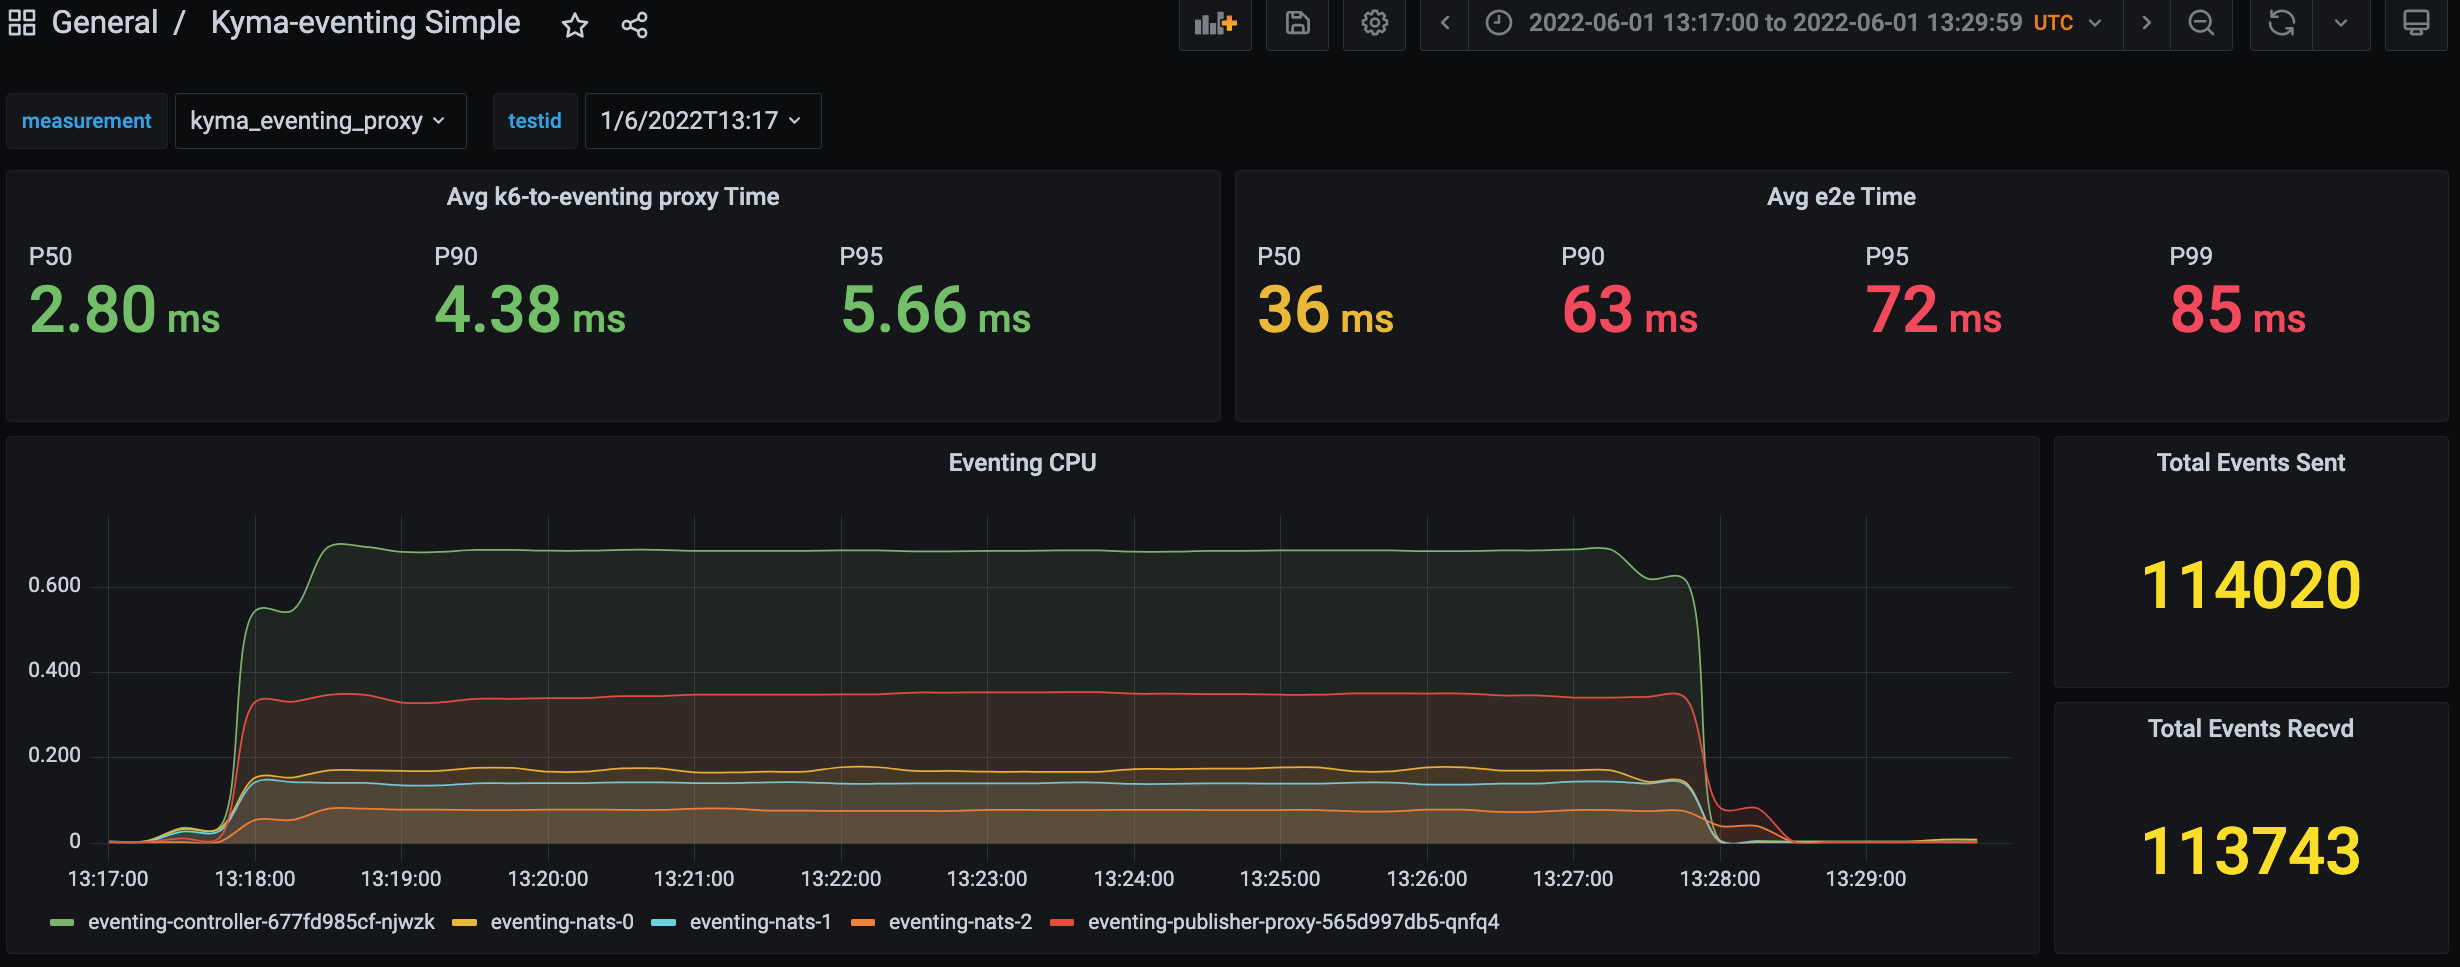 General / Kyma-eventing Simple
2022-06-01 13:17:00 to 2022-06-01 13:29:59 UTC
measurement kyma_eventing_proxy testid 1/6/2022T13:17
Avg k6-to-eventing proxy Time
P50 P90 P95
2.80 ms 4.38 ms 5.66 ms
Avg e2e Time
P50 P90 P95 P99
36 ms 63 ms 72 ms 85 ms
Eventing CPU
0.600
0.400
0.200
0
13:17:00 13:18:00 13:19:00 13:20:00 13:21:00 13:22:00 13:23:00 13:24:00 13:25:00 13:26:00 13:27:00 13:28:00 13:29:00
eventing-controller-677fd985cf-njwzk eventing-nats-0 eventing-nats-1 eventing-nats-2 eventing-publisher-proxy-565d997db5-qnfq4
Total Events Sent
114020
Total Events Recvd
113743